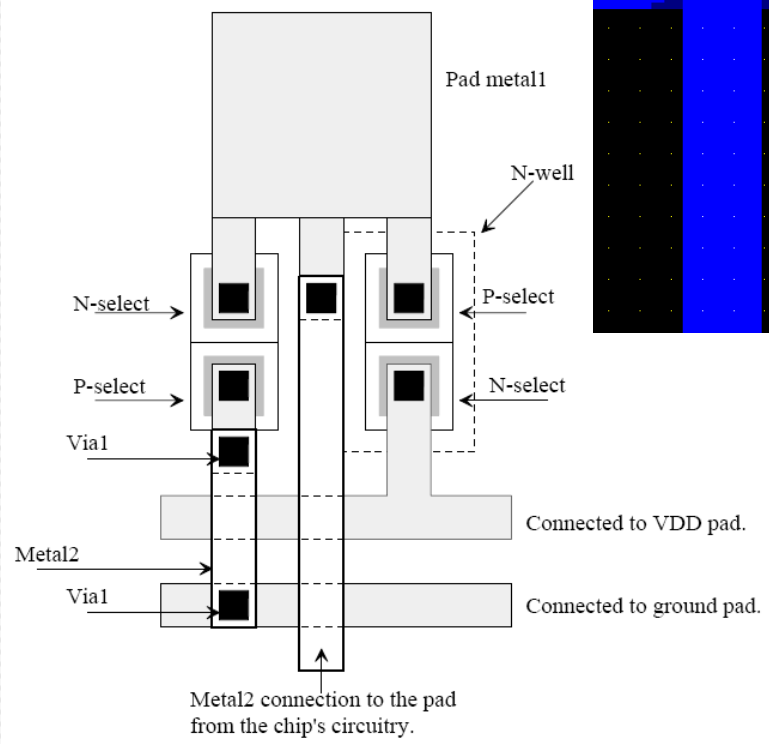 Pad metal1
N-well
N-select
P-select
P-select
N-select
Via1
Connected to VDD pad.
Metal2
Via1
Connected to ground pad.
Metal2 connection to the pad
from the chip's circuitry.